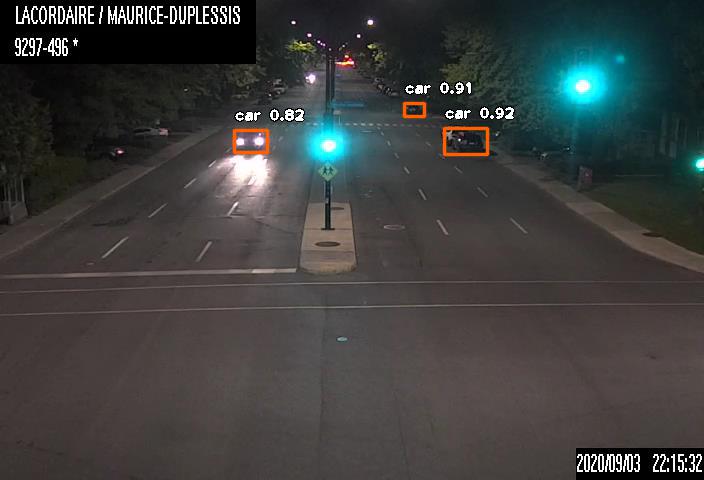 LACORDAIRE / MAURICE-DUPLESSIS
9297-496 *
car 0.91
car 0.82
car 0.92
2020/09/03 22:15:32